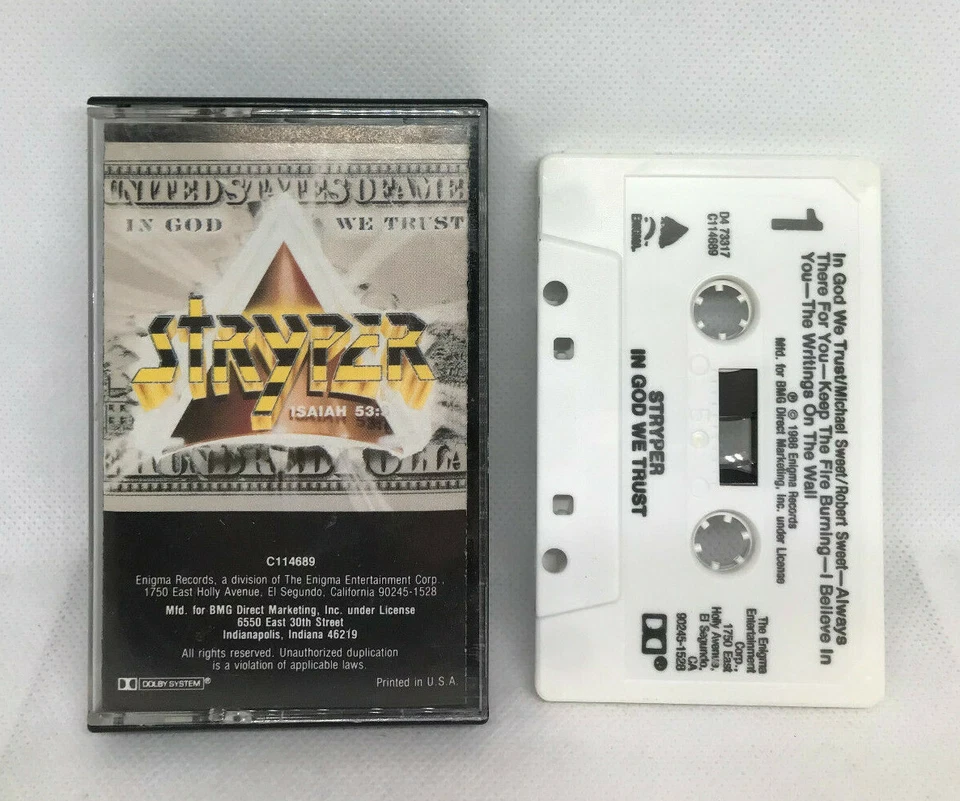 UNITED STATES OF AME
IN GOD WE TRUST
STRYPER
ISAIAH 53:5
HUNDRED DOLLA
C114689
Enigma Records, a division of The Enigma Entertainment Corp.,
1750 East Holly Avenue, El Segundo, California 90245-1528
Mfd. for BMG Direct Marketing, Inc. under License
6550 East 30th Street
Indianapolis, Indiana 46219
All rights reserved. Unauthorized duplication
is a violation of applicable laws.
DOLBY SYSTEM®
Printed in U.S.A.
1
In God We Trust/Michael Sweet/Robert Sweet—Always
There For You—Keep The Fire Burning—I Believe In
You—The Writings On The Wall
Mfd. for BMG Direct Marketing, Inc. under License
℗ © 1988 Enigma Records
D4 73317
C114689
ENIGMA
STRYPER
IN GOD WE TRUST
The Enigma
Entertainment
Corp.,
1750 East
Holly Avenue,
El Segundo,
CA
90245-1528